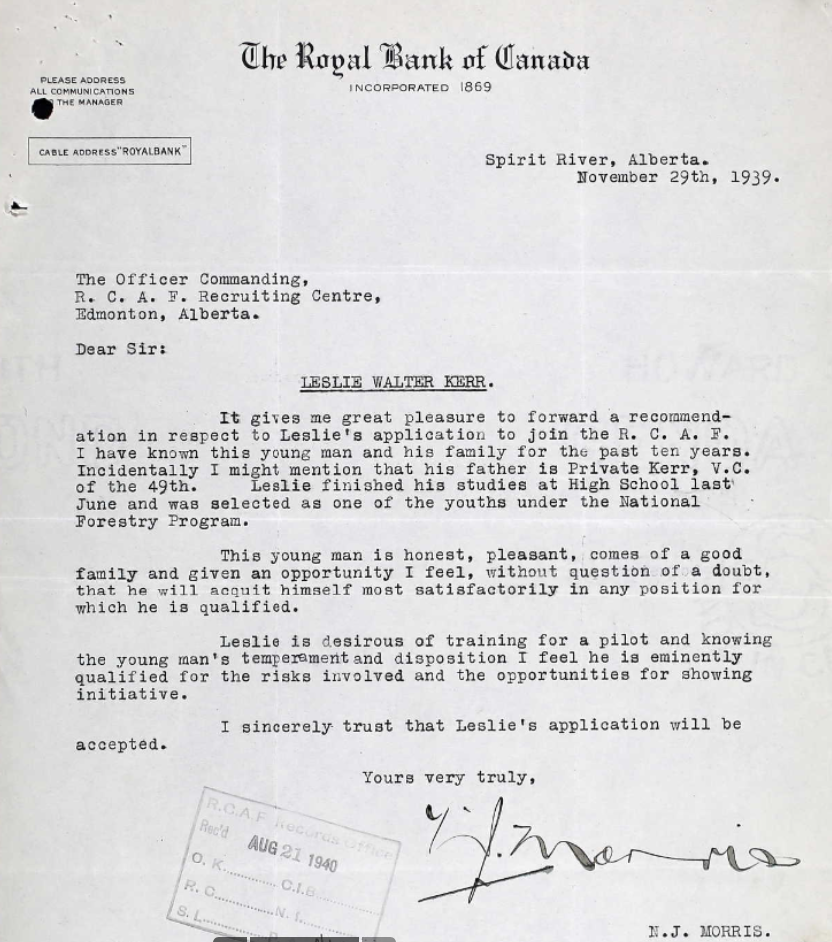 The Royal Bank of Canada
INCORPORATED 1869
PLEASE ADDRESS
ALL COMMUNICATIONS
THE MANAGER
CABLE ADDRESS "ROYALBANK"
Spirit River, Alberta.
November 29th, 1939.
The Officer Commanding,
R. C. A. F. Recruiting Centre,
Edmonton, Alberta.
Dear Sir:
LESLIE WALTER KERR.
It gives me great pleasure to forward a recommend-
ation in respect to Leslie's application to join the R. C. A. F.
I have known this young man and his family for the past ten years.
Incidentally I might mention that his father is Private Kerr, V.C.
of the 49th. Leslie finished his studies at High School last
June and was selected as one of the youths under the National
Forestry Program.
This young man is honest, pleasant, comes of a good
family and given an opportunity I feel, without question of a doubt,
that he will acquit himself most satisfactorily in any position for
which he is qualified.
Leslie is desirous of training for a pilot and knowing
the young man's temperament and disposition I feel he is eminently
qualified for the risks involved and the opportunities for showing
initiative.
I sincerely trust that Leslie's application will be
accepted.
Yours very truly,
N.J. Morris
N.J. MORRIS.
R.C.A.F. Records Office
Rec'd AUG 21 1940
O. K. .......... C.I.B. ..........
R. C. .......... N. I. ..........
S. L. ..........